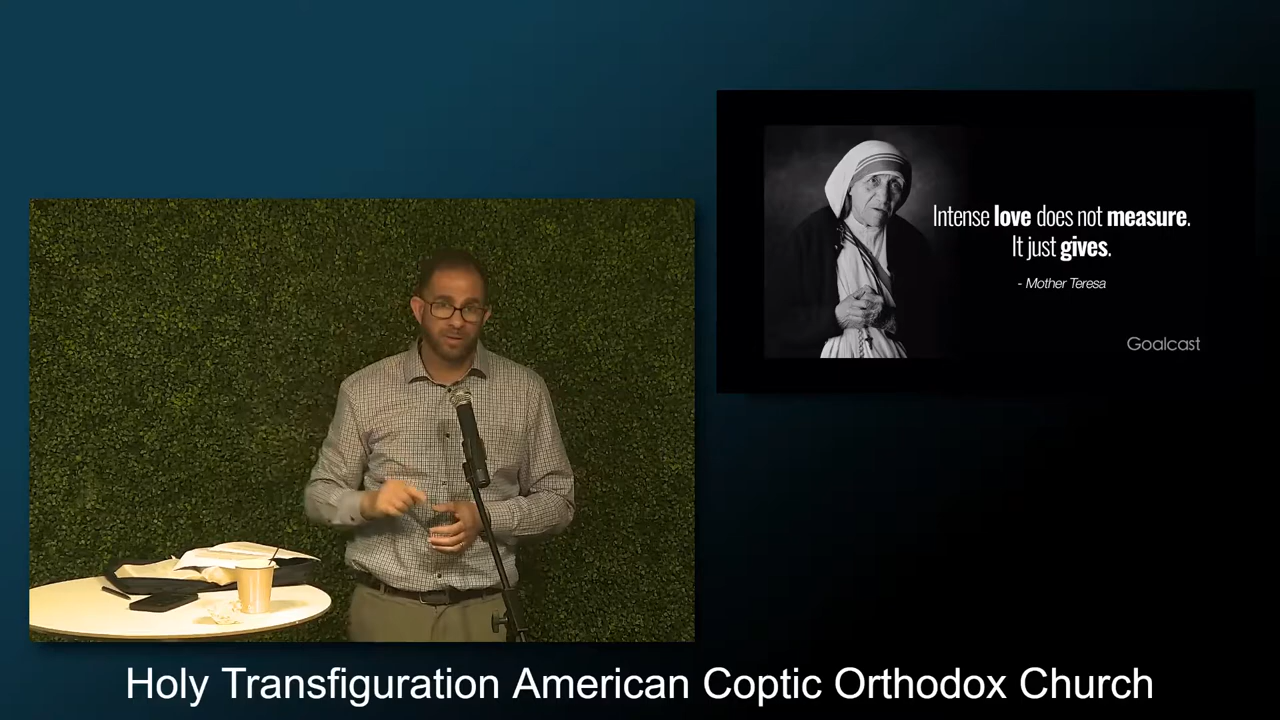 Intense love does not measure.
It just gives.
- Mother Teresa
Goalcast
Holy Transfiguration American Coptic Orthodox Church